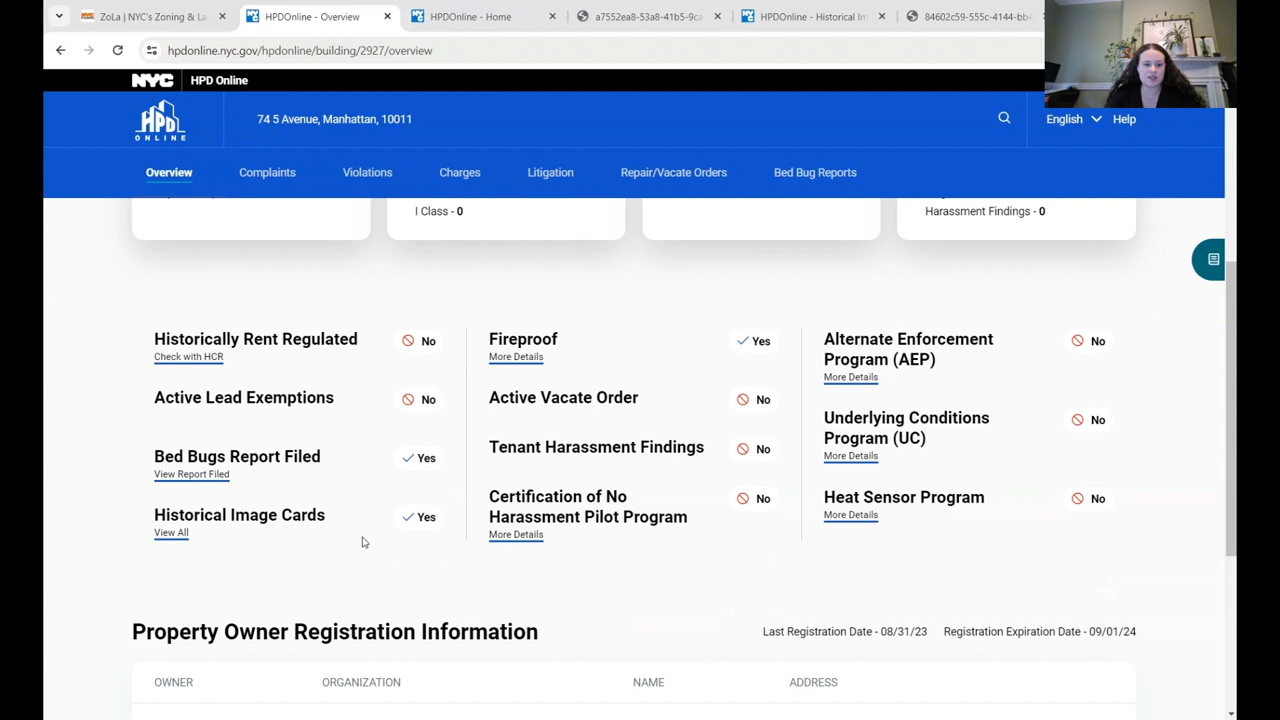 ZoLa | NYC's Zoning & La
HPDOnline - Overview
HPDOnline - Home
a7552ea8-53a8-41b5-9ca
HPDOnline - Historical Im
84602c59-555c-4144-bb4
hpdonline.nyc.gov/hpdonline/building/2927/overview
NYC HPD Online
HPD ONLINE
74 5 Avenue, Manhattan, 10011
English
Help
Overview
Complaints
Violations
Charges
Litigation
Repair/Vacate Orders
Bed Bug Reports
I Class - 0
Harassment Findings - 0
Historically Rent Regulated
No
Check with HCR
Active Lead Exemptions
No
Bed Bugs Report Filed
Yes
View Report Filed
Historical Image Cards
Yes
View All
Fireproof
Yes
More Details
Active Vacate Order
No
Tenant Harassment Findings
No
Certification of No
Harassment Pilot Program
No
More Details
Alternate Enforcement
Program (AEP)
No
More Details
Underlying Conditions
Program (UC)
No
More Details
Heat Sensor Program
No
More Details
Property Owner Registration Information
Last Registration Date - 08/31/23
Registration Expiration Date - 09/01/24
OWNER
ORGANIZATION
NAME
ADDRESS